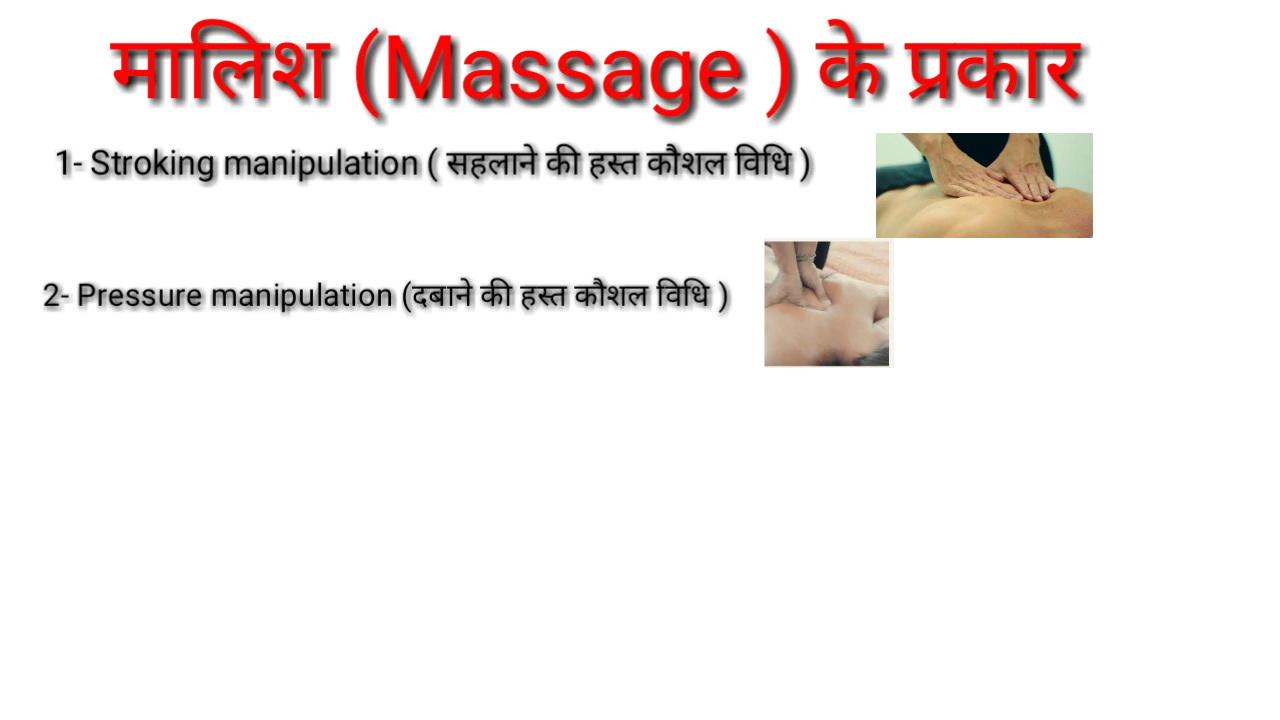 मालिश (Massage ) के प्रकार
1- Stroking manipulation ( सहलाने की हस्त कौशल विधि )
2- Pressure manipulation (दबाने की हस्त कौशल विधि )